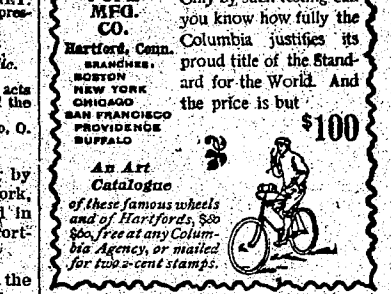 MFG.
CO.
Hartford, Conn.
BRANCHES:
BOSTON
NEW YORK
CHICAGO
SAN FRANCISCO
PROVIDENCE
BUFFALO
An Art
Catalogue
of these famous wheels
and of Hartfords, $80
$60, free at any Colum-
bia Agency, or mailed
for two 2-cent stamps.
you know how fully the
Columbia justifies its
proud title of the Stand-
ard for the World. And
the price is but
$100
acts
the
, O.
by
ork,
in
ort-
the